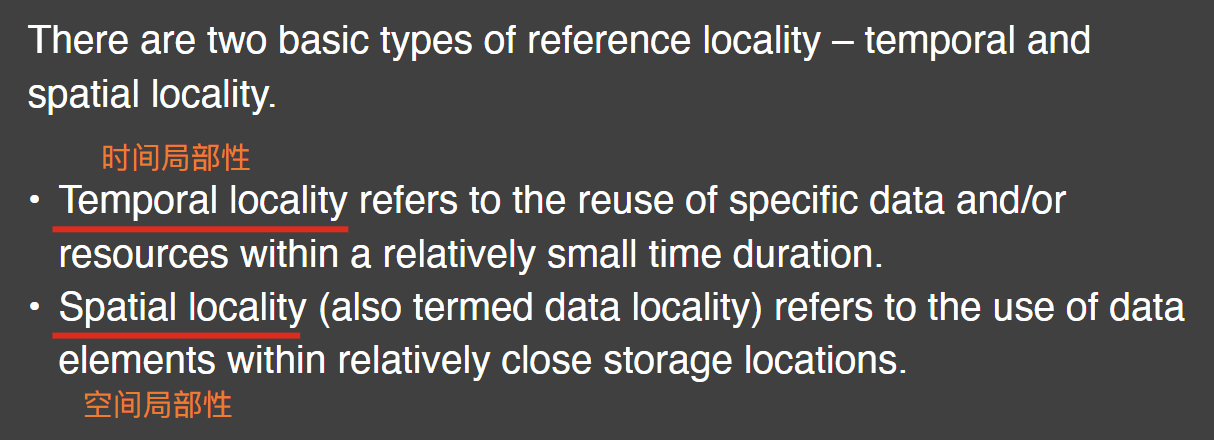 There are two basic types of reference locality – temporal and
spatial locality.
时间局部性
• Temporal locality refers to the reuse of specific data and/or
resources within a relatively small time duration.
• Spatial locality (also termed data locality) refers to the use of data
elements within relatively close storage locations.
空间局部性